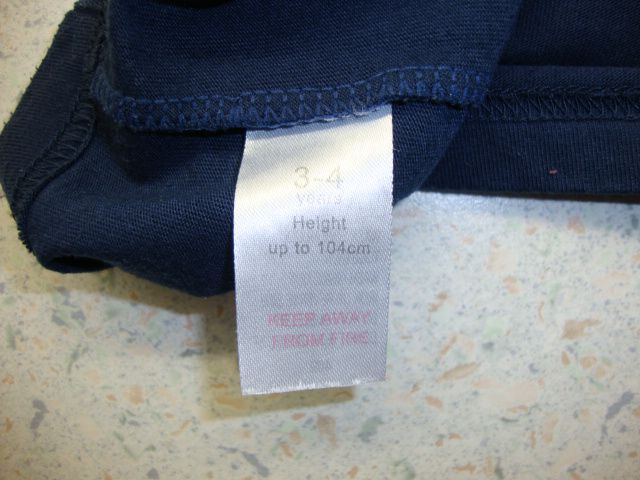 3-4
years
Height
up to 104cm
KEEP AWAY
FROM FIRE